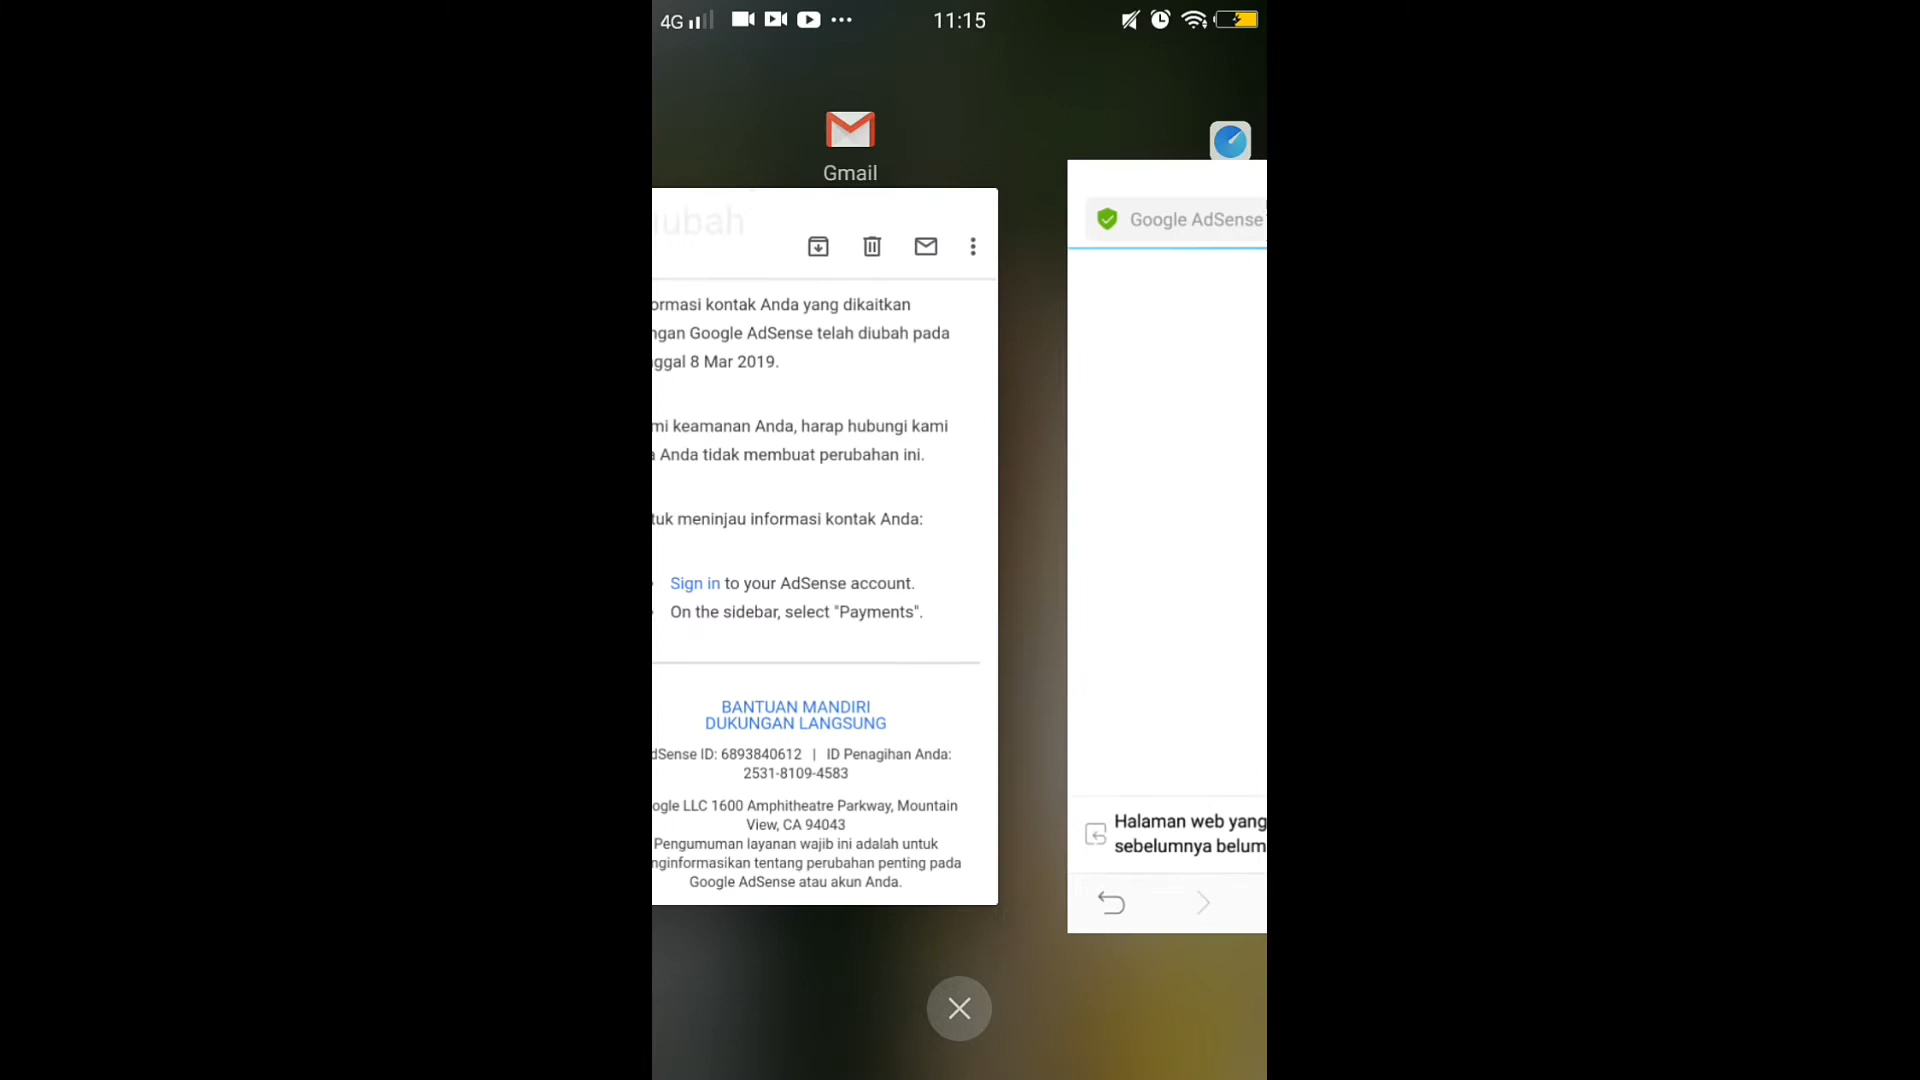 4G
11:15
Gmail
iubah
Google AdSense
ormasi kontak Anda yang dikaitkan
ngan Google AdSense telah diubah pada
ggal 8 Mar 2019.
mi keamanan Anda, harap hubungi kami
a Anda tidak membuat perubahan ini.
tuk meninjau informasi kontak Anda:
Sign in to your AdSense account.
On the sidebar, select "Payments".
BANTUAN MANDIRI
DUKUNGAN LANGSUNG
dSense ID: 6893840612 | ID Penagihan Anda:
2531-8109-4583
ogle LLC 1600 Amphitheatre Parkway, Mountain
View, CA 94043
Pengumuman layanan wajib ini adalah untuk
nginformasikan tentang perubahan penting pada
Google AdSense atau akun Anda.
Halaman web yang
sebelumnya belum